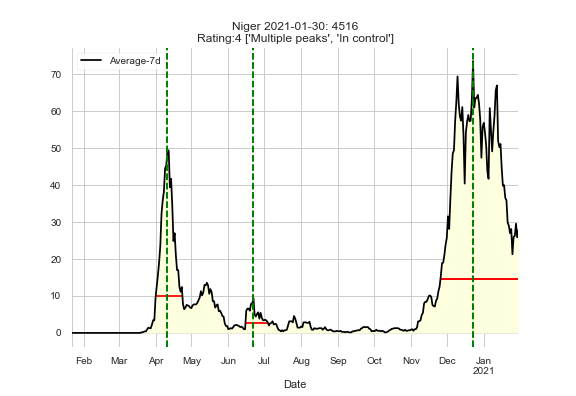 Niger 2021-01-30: 4516
Rating:4 ['Multiple peaks', 'In control']
Average-7d
70
60
50
40
30
20
10
0
Feb Mar Apr May Jun Jul Aug Sep Oct Nov Dec Jan
2021
Date